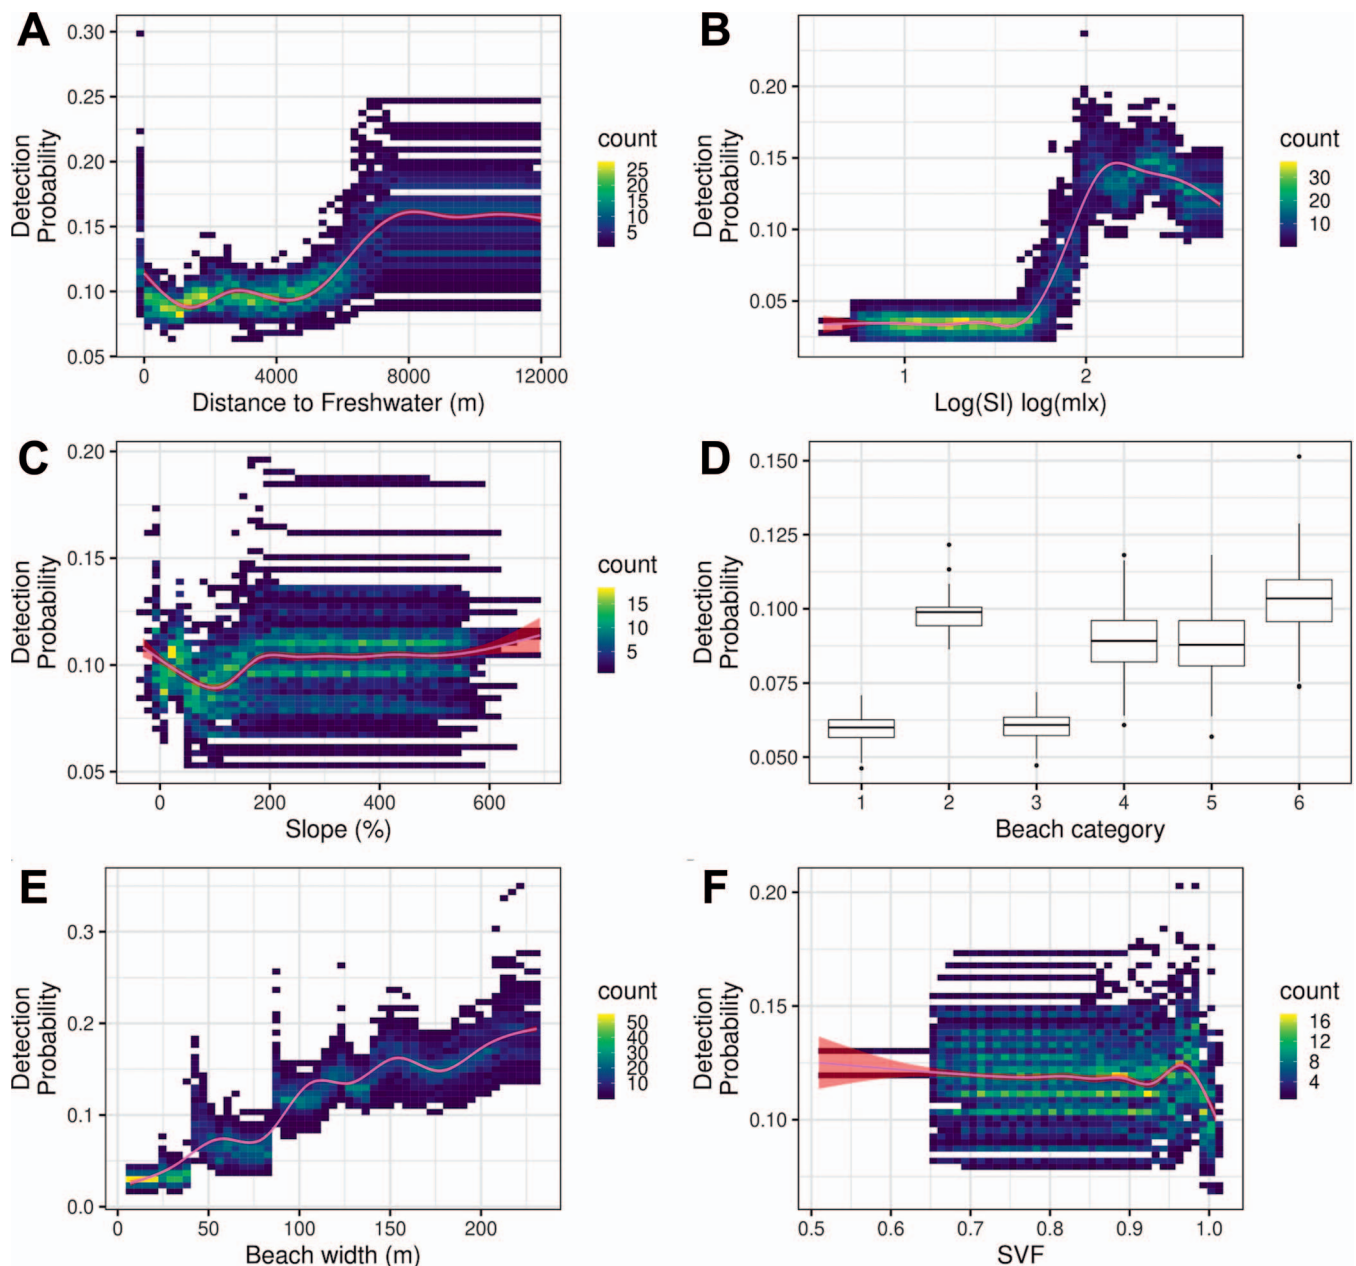 A
Detection
Probability
0.30
0.25
0.20
0.15
0.10
0.05
0
4000
8000
12000
Distance to Freshwater (m)
count
25
20
15
10
5
B
Detection
Probability
0.20
0.15
0.10
0.05
1
2
Log(SI) log(mlx)
count
30
20
10
C
Detection
Probability
0.20
0.15
0.10
0.05
0
200
400
600
Slope (%)
count
15
10
5
D
Detection
Probability
0.150
0.125
0.100
0.075
0.050
1
2
3
4
5
6
Beach category
E
Detection
Probability
0.3
0.2
0.1
0.0
0
50
100
150
200
Beach width (m)
count
50
40
30
20
10
F
Detection
Probability
0.20
0.15
0.10
0.5
0.6
0.7
0.8
0.9
1.0
SVF
count
16
12
8
4